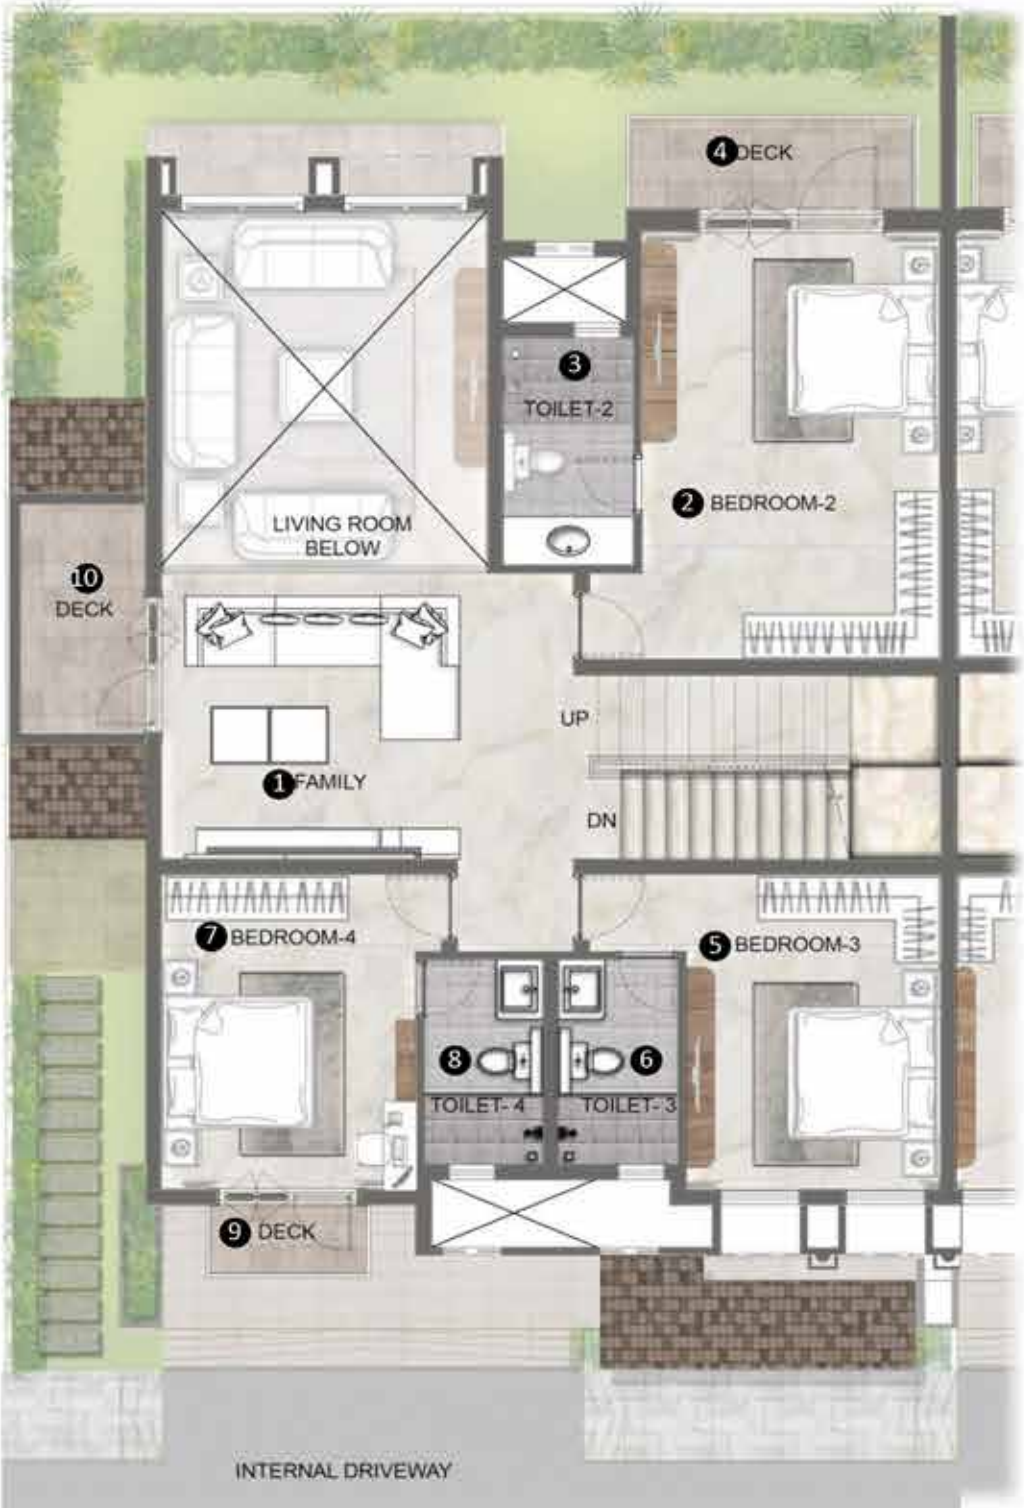 4 DECK
3
TOILET-2
2 BEDROOM-2
LIVING ROOM
BELOW
10
DECK
UP
1 FAMILY
DN
7 BEDROOM-4
5 BEDROOM-3
8
6
TOILET- 4
TOILET- 3
9 DECK
INTERNAL DRIVEWAY